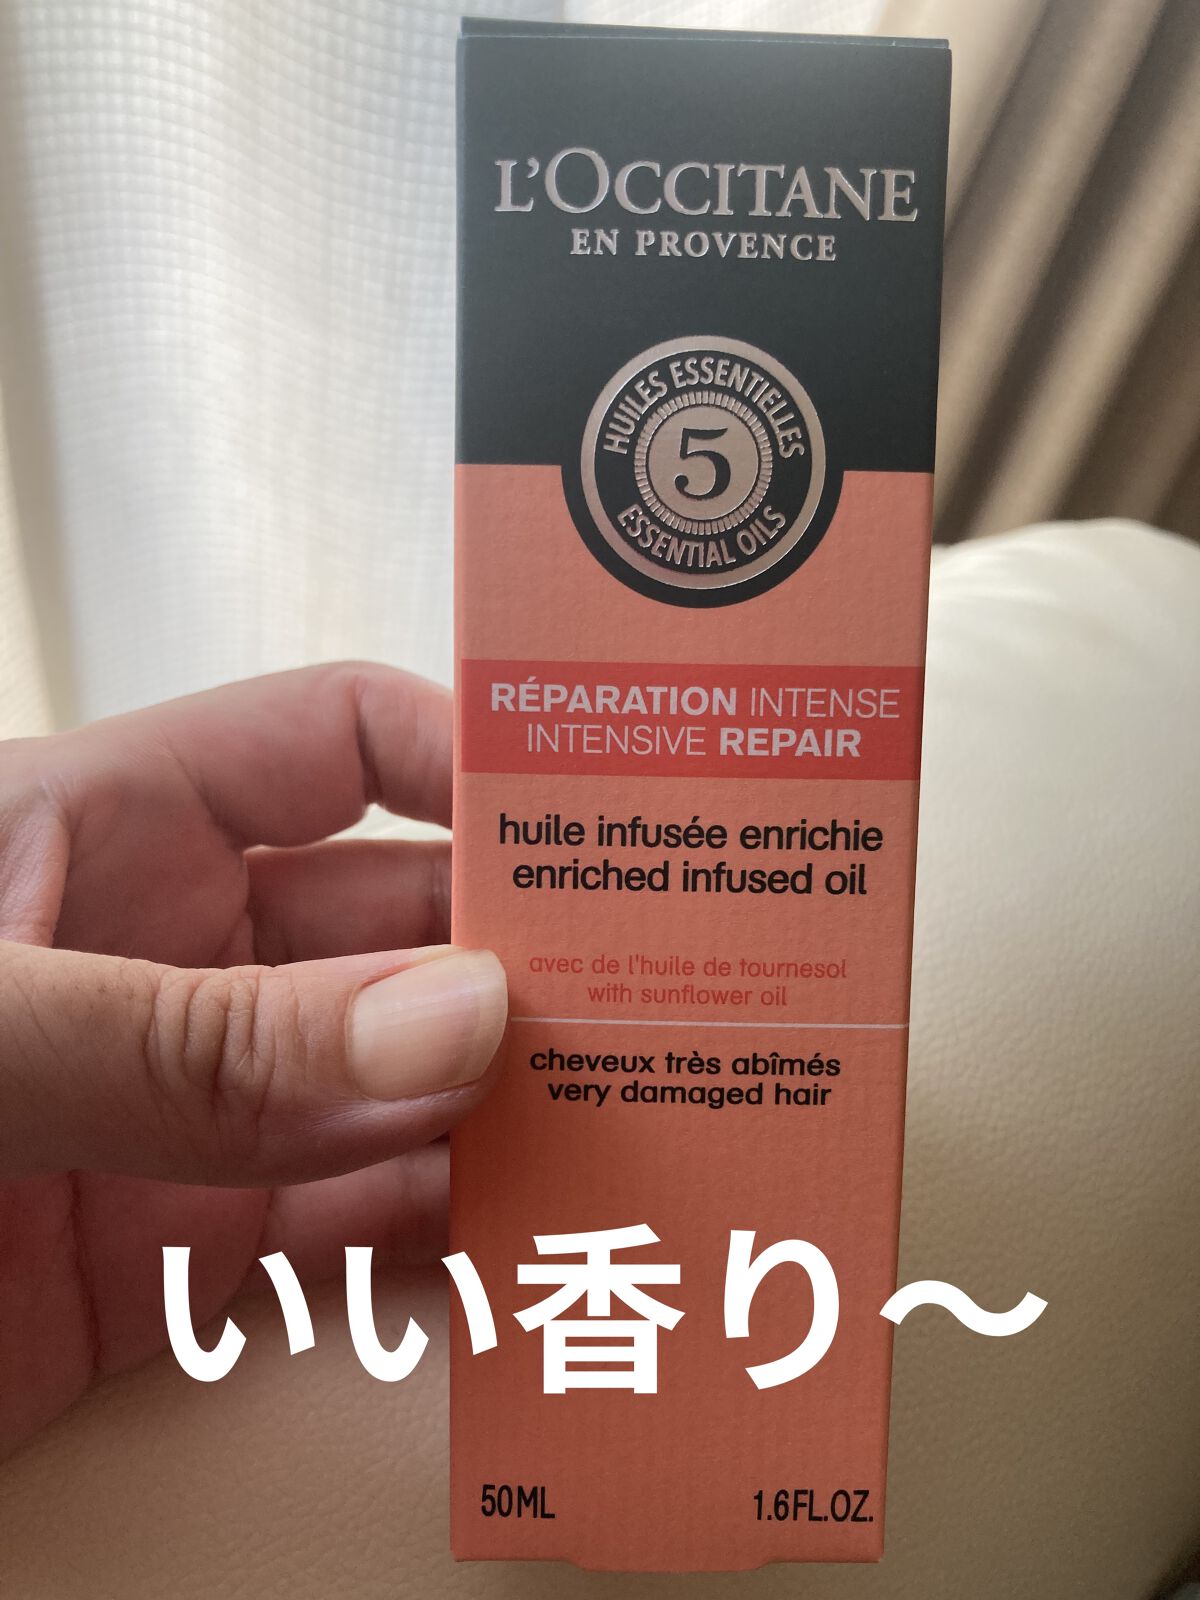 L'OCCITANE
EN PROVENCE
HUILES ESSENTIELLES
5
ESSENTIAL OILS
RÉPARATION INTENSE
INTENSIVE REPAIR
huile infusée enrichie
enriched infused oil
avec de l'huile de tournesol
with sunflower oil
cheveux très abîmés
very damaged hair
いい香り〜
50ML 1.6FL.OZ.